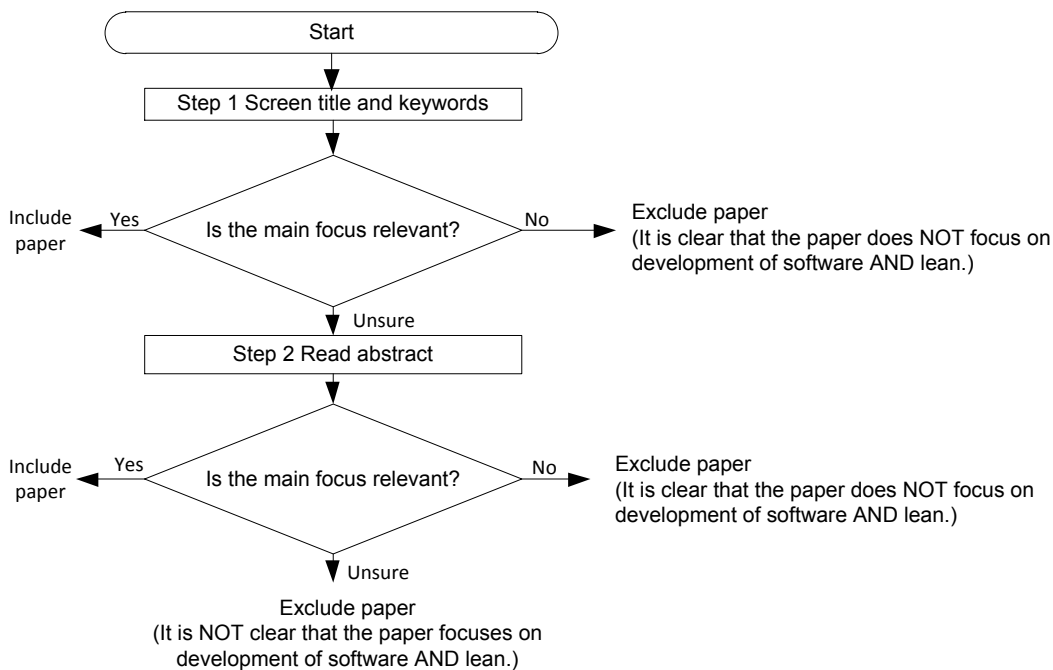 Start
Step 1 Screen title and keywords
Include
paper
Yes
Is the main focus relevant?
No
Exclude paper
(It is clear that the paper does NOT focus on
development of software AND lean.)
Unsure
Step 2 Read abstract
Include
paper
Yes
Is the main focus relevant?
No
Exclude paper
(It is clear that the paper does NOT focus on
development of software AND lean.)
Unsure
Exclude paper
(It is NOT clear that the paper focuses on
development of software AND lean.)